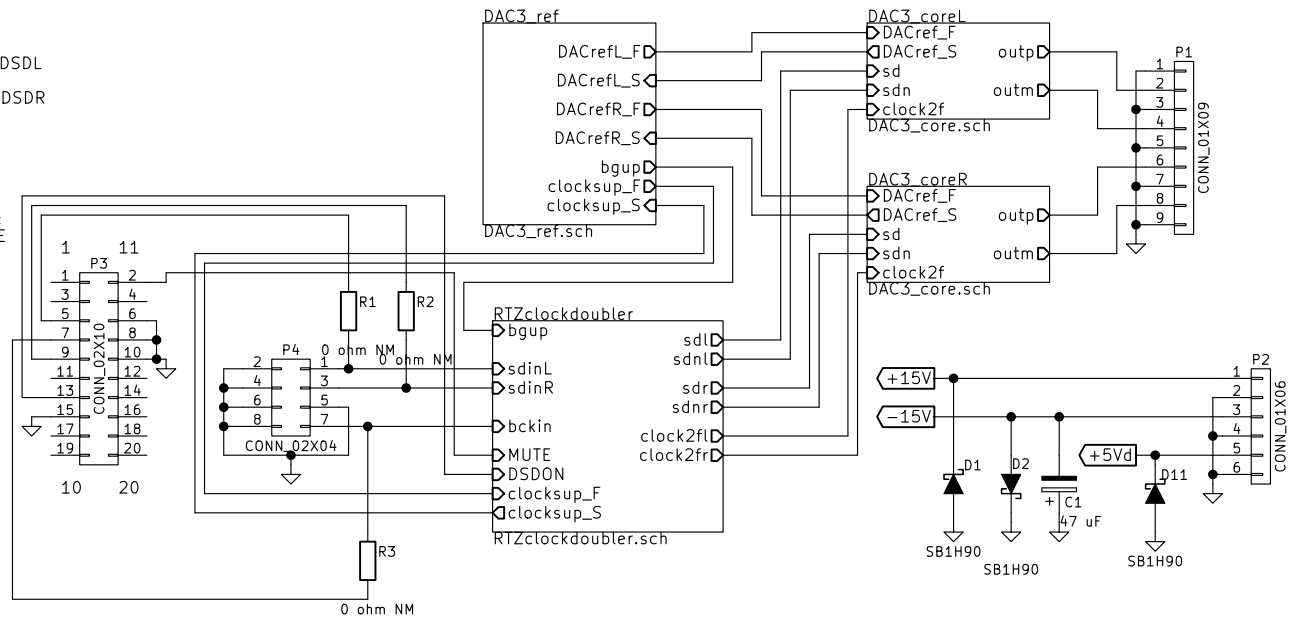 DSDL
DSDR
DAC3_ref
DACrefL_F
DACrefL_S
DACrefR_F
DACrefR_S
bgup
clocksup_F
clocksup_S
DAC3_ref.sch
DAC3_coreL
DACref_F
DACref_S
sd
sdn
clock2f
outp
outm
DAC3_core.sch
DAC3_coreR
DACref_F
DACref_S
sd
sdn
clock2f
outp
outm
DAC3_core.sch
P1
1
2
3
4
5
6
7
8
9
CONN_01X09
1 11
P3
1 2
3 4
5 6
7 8
9 10
11 12
13 14
15 16
17 18
19 20
CONN_02X10
10 20
R1
R2
0 ohm NM
0 ohm NM
P4
2 1
4 3
6 5
8 7
CONN_02X04
R3
0 ohm NM
RTZclockdoubler
bgup
sdinL
sdinR
bckin
MUTE
DSDON
clocksup_F
clocksup_S
sdl
sdnl
sdr
sdnr
clock2fl
clock2fr
RTZclockdoubler.sch
+15V
-15V
+5Vd
P2
1
2
3
4
5
6
CONN_01X06
D1
SB1H90
D2
SB1H90
+ C1
47 uF
D11
SB1H90